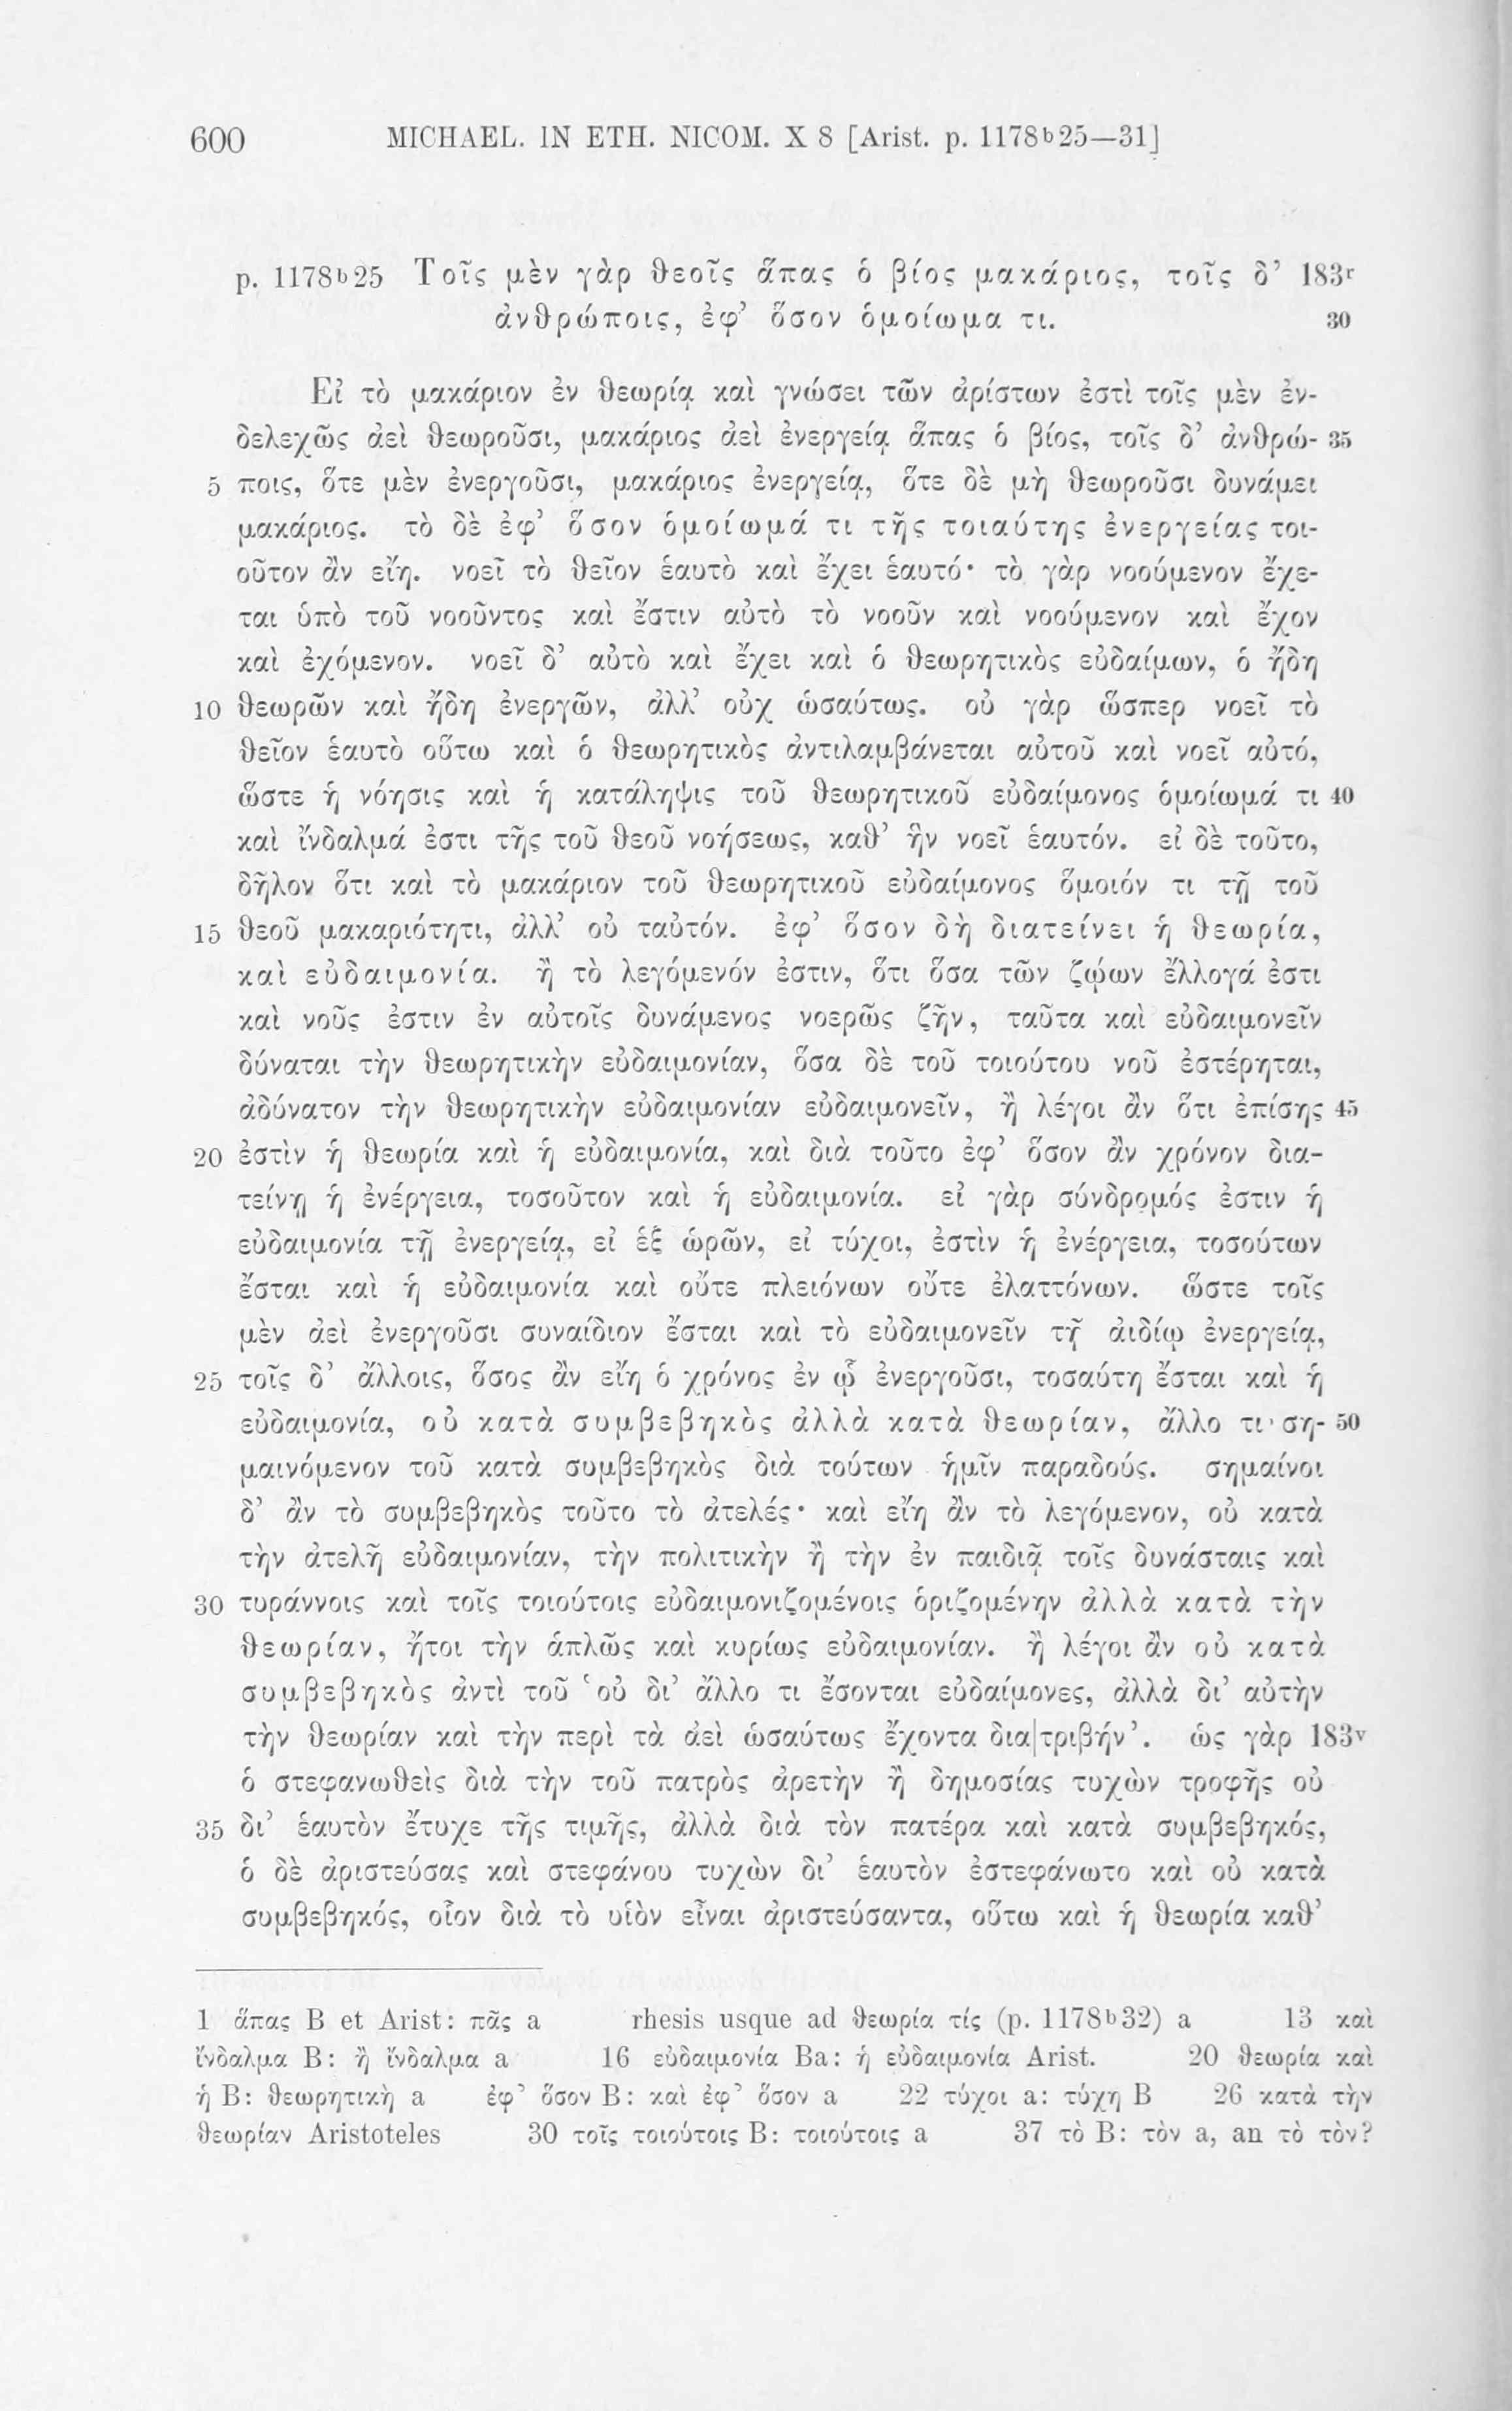 600 MICHAEL. IN ETH. NICOM. X 8 [Arist. p. 1178b25—31]
p. 1178b25 Τοῖς μὲν γὰρ θεοῖς ἅπας ὁ βίος μακάριος, τοῖς δ’ 183r
ἀνθρώποις, ἐφ’ ὅσον ὁμοίωμα τι. 30
Εἰ τὸ μακάριον ἐν θεωρίᾳ καὶ γνώσει τῶν ἀρίστων ἐστὶ τοῖς μὲν ἐν-
δελεχῶς ἀεὶ θεωροῦσι, μακάριος ἀεὶ ἐνεργείᾳ ἅπας ὁ βίος, τοῖς δ’ ἀνθρώ- 35
5 ποις, ὅτε μὲν ἐνεργοῦσι, μακάριος ἐνεργείᾳ, ὅτε δὲ μὴ θεωροῦσι δυνάμει
μακάριος. τὸ δὲ ἐφ’ ὅσον ὁμοίωμά τι τῆς τοιαύτης ἐνεργείας τοι-
οῦτον ἂν εἴη. νοεῖ τὸ θεῖον ἑαυτὸ καὶ ἔχει ἑαυτό· τὸ γὰρ νοούμενον ἔχε-
ται ὑπὸ τοῦ νοοῦντος καὶ ἔστιν αὐτὸ τὸ νοοῦν καὶ νοούμενον καὶ ἔχον
καὶ ἐχόμενον. νοεῖ δ’ αὐτὸ καὶ ἔχει καὶ ὁ θεωρητικὸς εὐδαίμων, ὁ ἤδη
10 θεωρῶν καὶ ἤδη ἐνεργῶν, ἀλλ’ οὐχ ὡσαύτως. οὐ γὰρ ὥσπερ νοεῖ τὸ
θεῖον ἑαυτὸ οὕτω καὶ ὁ θεωρητικὸς ἀντιλαμβάνεται αὐτοῦ καὶ νοεῖ αὐτό,
ὥστε ἡ νόησις καὶ ἡ κατάληψις τοῦ θεωρητικοῦ εὐδαίμονος ὁμοίωμά τι 40
καὶ ἴνδαλμά ἐστι τῆς τοῦ θεοῦ νοήσεως, καθ’ ἣν νοεῖ ἑαυτόν. εἰ δὲ τοῦτο,
δῆλον ὅτι καὶ τὸ μακάριον τοῦ θεωρητικοῦ εὐδαίμονος ὅμοιόν τι τῇ τοῦ
15 θεοῦ μακαριότητι, ἀλλ’ οὐ ταὐτόν. ἐφ’ ὅσον δὴ διατείνει ἡ θεωρία,
καὶ εὐδαιμονία. ἢ τὸ λεγόμενόν ἐστιν, ὅτι ὅσα τῶν ζῴων ἔλλογά ἐστι
καὶ νοῦς ἐστιν ἐν αὐτοῖς δυνάμενος νοερῶς ζῆν, ταῦτα καὶ εὐδαιμονεῖν
δύναται τὴν θεωρητικὴν εὐδαιμονίαν, ὅσα δὲ τοῦ τοιούτου νοῦ ἐστέρηται,
ἀδύνατον τὴν θεωρητικὴν εὐδαιμονίαν εὐδαιμονεῖν, ἢ λέγοι ἂν ὅτι ἐπίσης 45
20 ἐστὶν ἡ θεωρία καὶ ἡ εὐδαιμονία, καὶ διὰ τοῦτο ἐφ’ ὅσον ἂν χρόνον δια-
τείνῃ ἡ ἐνέργεια, τοσοῦτον καὶ ἡ εὐδαιμονία. εἰ γὰρ σύνδρομός ἐστιν ἡ
εὐδαιμονία τῇ ἐνεργείᾳ, εἰ ἐξ ὡρῶν, εἰ τύχοι, ἐστὶν ἡ ἐνέργεια, τοσούτων
ἔσται καὶ ἡ εὐδαιμονία καὶ οὔτε πλειόνων οὔτε ἐλαττόνων. ὥστε τοῖς
μὲν ἀεὶ ἐνεργοῦσι συναίδιον ἔσται καὶ τὸ εὐδαιμονεῖν τῇ ἀιδίῳ ἐνεργείᾳ,
25 τοῖς δ’ ἄλλοις, ὅσος ἂν εἴη ὁ χρόνος ἐν ᾧ ἐνεργοῦσι, τοσαύτη ἔσται καὶ ἡ
εὐδαιμονία, οὐ κατὰ συμβεβηκὸς ἀλλὰ κατὰ θεωρίαν, ἄλλο τι· ση- 50
μαινόμενον τοῦ κατὰ συμβεβηκὸς διὰ τούτων ἡμῖν παραδούς. σημαίνοι
δ’ ἂν τὸ συμβεβηκὸς τοῦτο τὸ ἀτελές· καὶ εἴη ἂν τὸ λεγόμενον, οὐ κατὰ
τὴν ἀτελῆ εὐδαιμονίαν, τὴν πολιτικὴν ἢ τὴν ἐν παιδιᾷ τοῖς δυνάσταις καὶ
30 τυράννοις καὶ τοῖς τοιούτοις εὐδαιμονιζομένοις ὁριζομένην ἀλλὰ κατὰ τὴν
θεωρίαν, ἤτοι τὴν ἁπλῶς καὶ κυρίως εὐδαιμονίαν. ἢ λέγοι ἂν οὐ κατὰ
συμβεβηκὸς ἀντὶ τοῦ ‘οὐ δι’ ἄλλο τι ἔσονται εὐδαίμονες, ἀλλὰ δι’ αὐτὴν
τὴν θεωρίαν καὶ τὴν περὶ τὰ ἀεὶ ὡσαύτως ἔχοντα δια|τριβήν’. ὡς γὰρ 183v
ὁ στεφανωθεὶς διὰ τὴν τοῦ πατρὸς ἀρετὴν ἢ δημοσίας τυχὼν τροφῆς οὐ
35 δι’ ἑαυτὸν ἔτυχε τῆς τιμῆς, ἀλλὰ διὰ τὸν πατέρα καὶ κατὰ συμβεβηκός,
ὁ δὲ ἀριστεύσας καὶ στεφάνου τυχὼν δι’ ἑαυτὸν ἐστεφάνωτο καὶ οὐ κατὰ
συμβεβηκός, οἷον διὰ τὸ υἱὸν εἶναι ἀριστεύσαντα, οὕτω καὶ ἡ θεωρία καθ’
1 ἅπας B et Arist: πᾶς a rhesis usque ad θεωρία τίς (p. 1178b32) a 13 καὶ
ἴνδαλμα B: ἢ ἴνδαλμα a 16 εὐδαιμονία Ba: ἡ εὐδαιμονία Arist. 20 θεωρία καὶ
ἡ B: θεωρητικὴ a ἐφ’ ὅσον B: καὶ ἐφ’ ὅσον a 22 τύχοι a: τύχη B 26 κατὰ τὴν
θεωρίαν Aristoteles 30 τοῖς τοιούτοις B: τοιούτοις a 37 τὸ B: τὸν a, an τὸ τὸν?